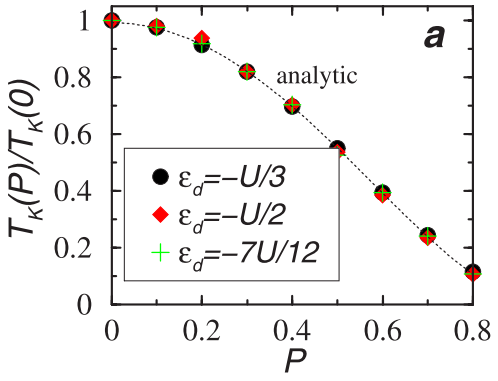 a
T_K(P)/T_K(0)
1
0.8
0.6
0.4
0.2
0
analytic
ε_d=−U/3
ε_d=−U/2
ε_d=−7U/12
0 0.2 0.4 0.6 0.8
P